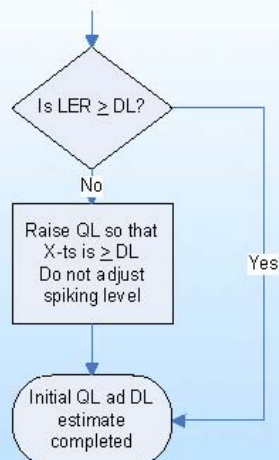 Is LER ≥ DL?
No
Raise QL so that
X-ts is ≥ DL
Do not adjust
spiking level
Yes
Initial QL ad DL
estimate
completed